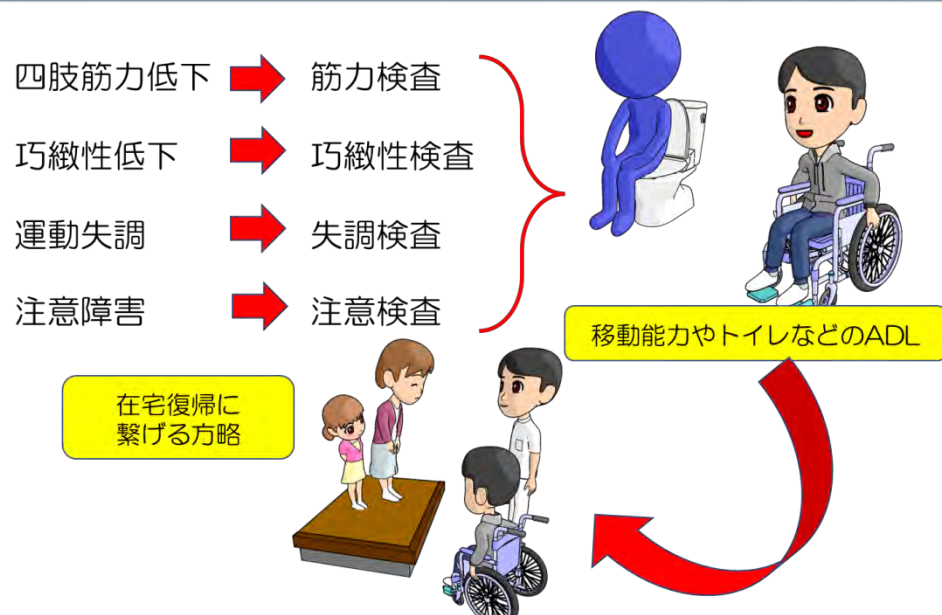 四肢筋力低下 筋力検査
巧緻性低下 巧緻性検査
運動失調 失調検査
注意障害 注意検査
移動能力やトイレなどのADL
在宅復帰に
繋げる方略